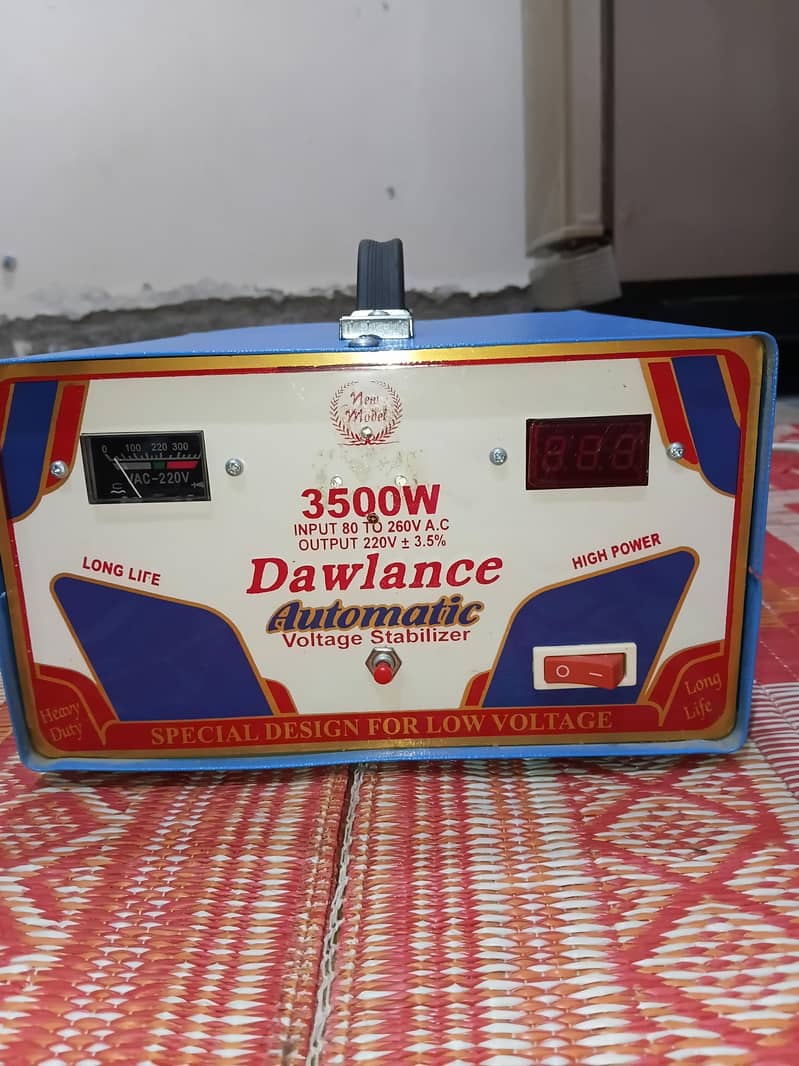 New
Model
0 100 220 300
VAC-220V
3500W
INPUT 80 TO 260V A.C
OUTPUT 220V ± 3.5%
LONG LIFE
HIGH POWER
Dawlance
Automatic
Voltage Stabilizer
O —
Heavy
Duty
Long
Life
SPECIAL DESIGN FOR LOW VOLTAGE